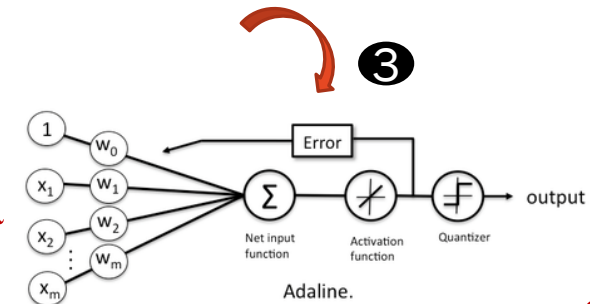 3
1
w0
Error
x1
w1
Σ
output
x2
w2
Net input
function
Activation
function
Quantizer
⋮
wm
xm
Adaline.